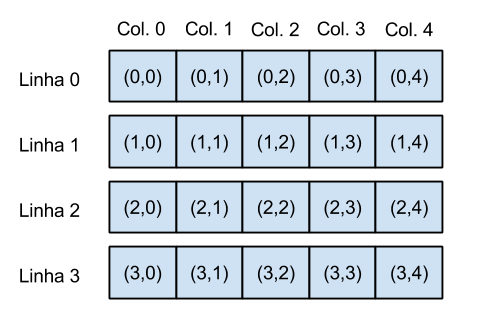 Col. 0 Col. 1 Col. 2 Col. 3 Col. 4
Linha 0 (0,0) (0,1) (0,2) (0,3) (0,4)
Linha 1 (1,0) (1,1) (1,2) (1,3) (1,4)
Linha 2 (2,0) (2,1) (2,2) (2,3) (2,4)
Linha 3 (3,0) (3,1) (3,2) (3,3) (3,4)